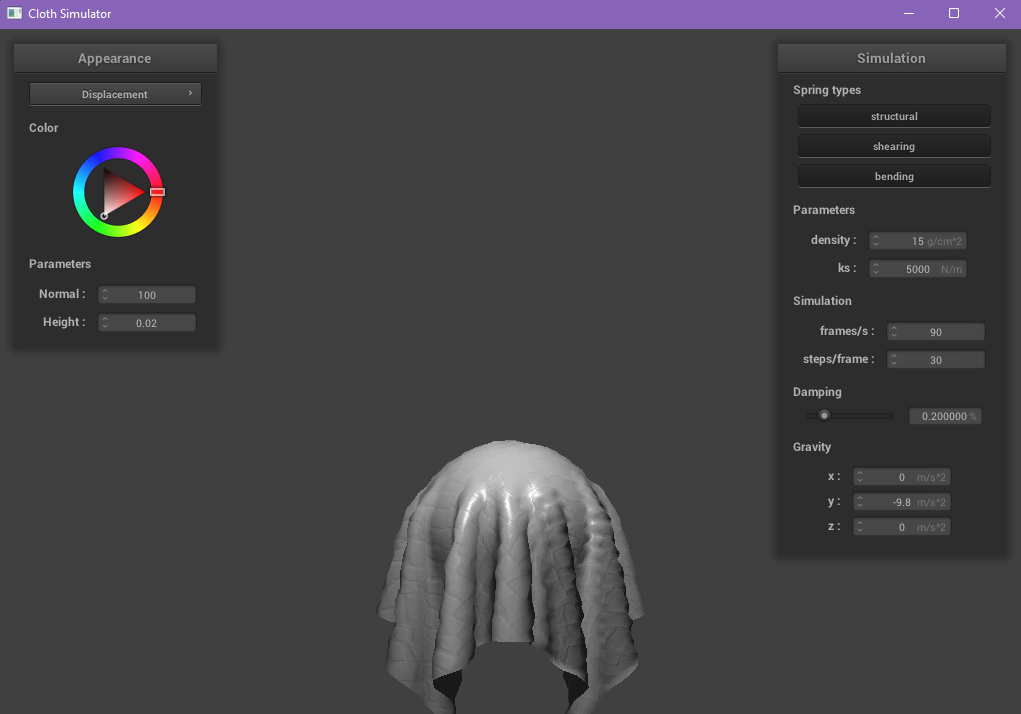 Cloth Simulator
Appearance
Displacement
Color
Parameters
Normal : 100
Height : 0.02
Simulation
Spring types
structural
shearing
bending
Parameters
density : 15 g/cm^2
ks : 5000 N/m
Simulation
frames/s : 90
steps/frame : 30
Damping
0.200000 %
Gravity
x : 0 m/s^2
y : -9.8 m/s^2
z : 0 m/s^2